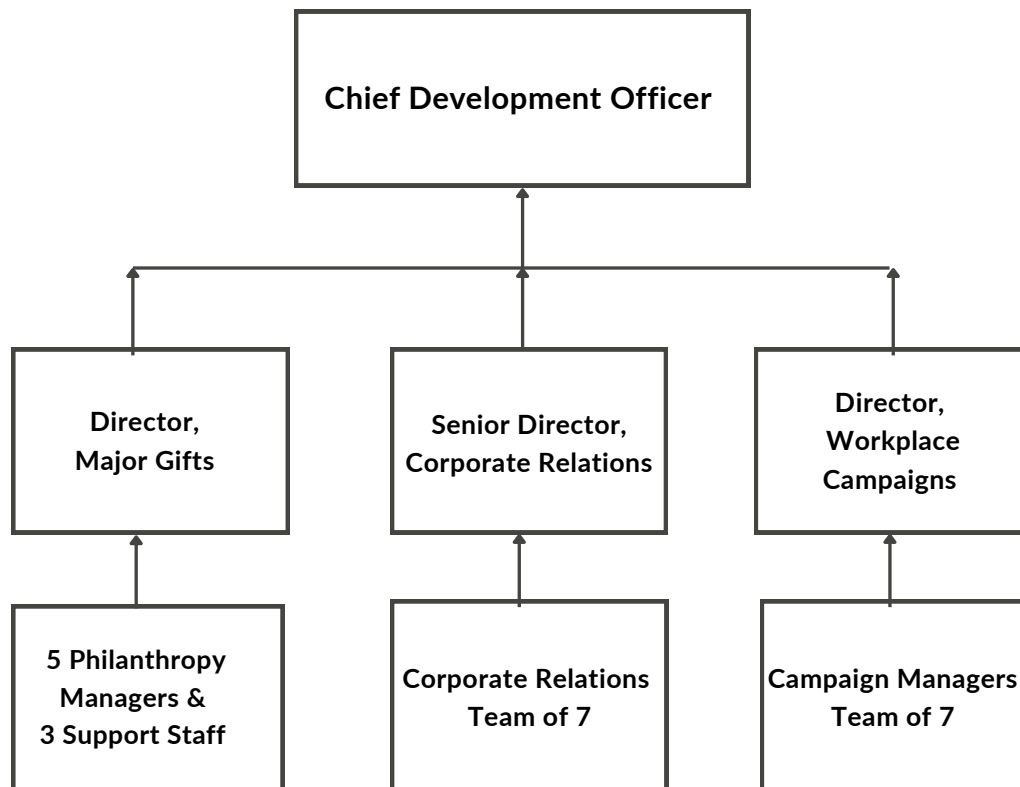 Chief Development Officer
Director,
Major Gifts
Senior Director,
Corporate Relations
Director,
Workplace
Campaigns
5 Philanthropy
Managers &
3 Support Staff
Corporate Relations
Team of 7
Campaign Managers
Team of 7